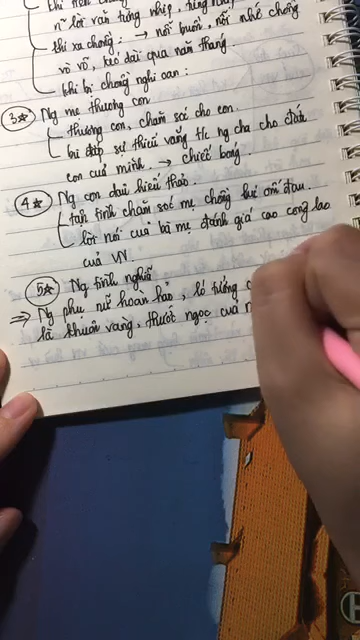 khi tiễn chồng
lời văn từng nhịp, từng
khi xa chồng: → nỗi buồn, nỗi nhớ chồng
vò võ, kéo dài qua năm tháng
khi bị chồng nghi oan:
3☆ Ng mẹ thương con
thương con, chăm sóc cho con.
bù đắp sự thiếu vắng t/c ng cha cho đứa
con của mình. → chiếc bóng
4☆ Ng con dâu hiếu thảo.
tận tình chăm sóc mẹ chồng lúc ốm đau.
lời nói của bà mẹ đánh giá cao công lao
của VN.
5☆ Ng tình nghĩa
⇒ Ng phụ nữ hoàn hảo, lí tưởng
là khuôn vàng, thước ngọc của